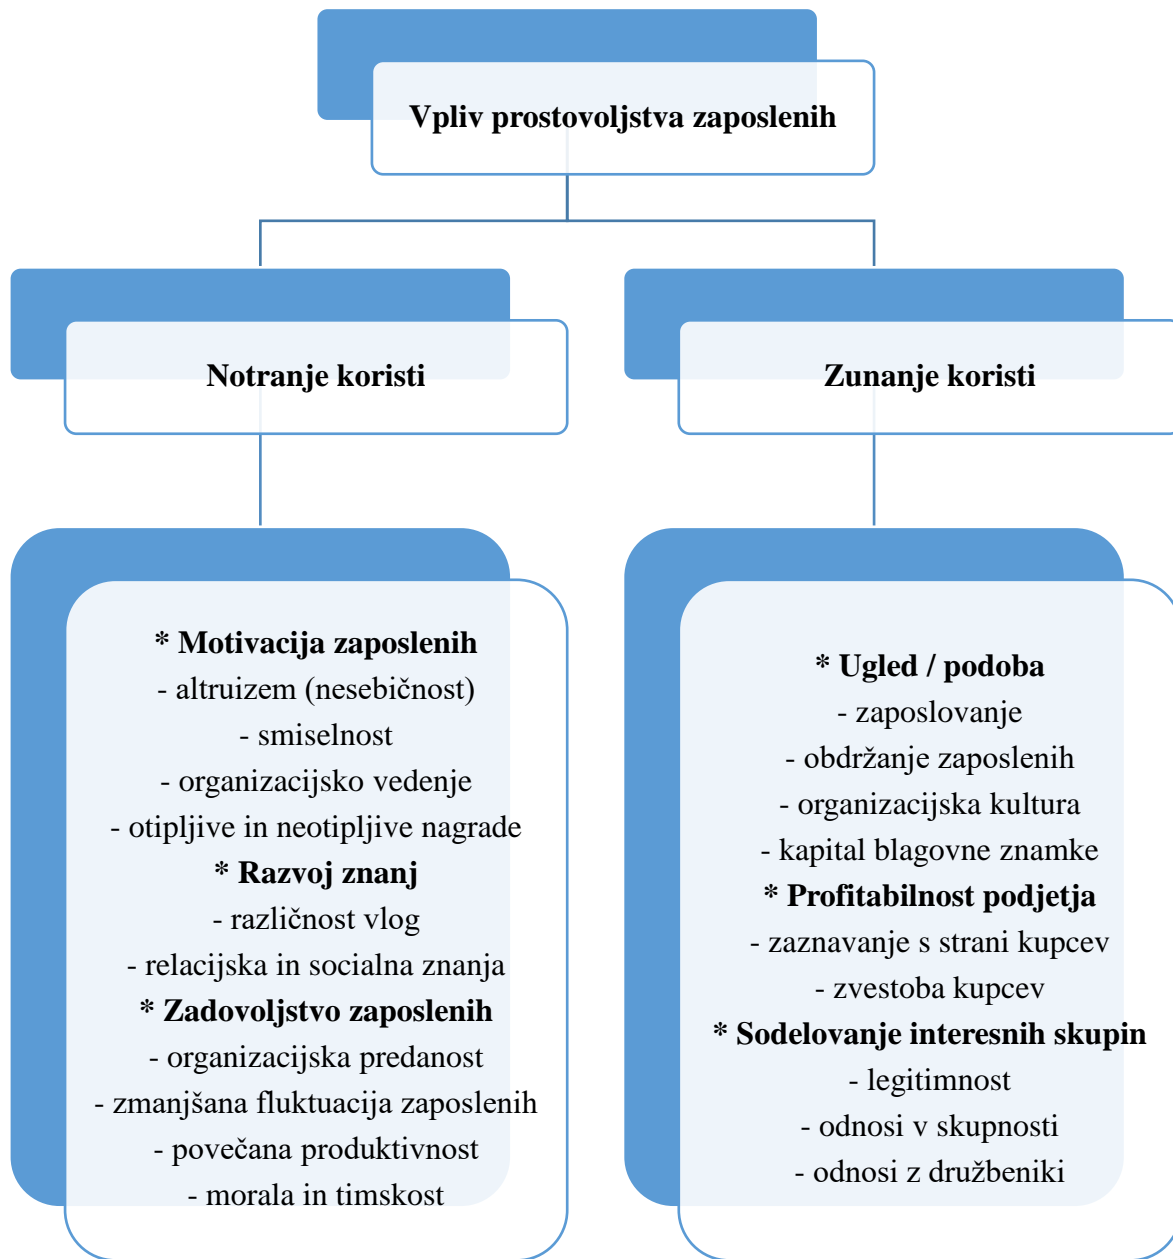 Vpliv prostovoljstva zaposlenih
Notranje koristi
Zunanje koristi
* Motivacija zaposlenih
- altruizem (nesebičnost)
- smiselnost
- organizacijsko vedenje
- otipljive in neotipljive nagrade
* Razvoj znanj
- različnost vlog
- relacijska in socialna znanja
* Zadovoljstvo zaposlenih
- organizacijska predanost
- zmanjšana fluktuacija zaposlenih
- povečana produktivnost
- morala in timskost
* Ugled / podoba
- zaposlovanje
- obdržanje zaposlenih
- organizacijska kultura
- kapital blagovne znamke
* Profitabilnost podjetja
- zaznavanje s strani kupcev
- zvestoba kupcev
* Sodelovanje interesnih skupin
- legitimnost
- odnosi v skupnosti
- odnosi z družbeniki